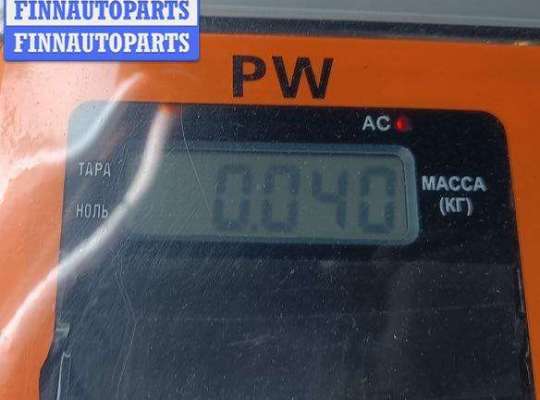 FINNAUTOPARTS
FINNAUTOPARTS
PW
AC
ТАРА
НОЛЬ
0.040
МАССА
(КГ)